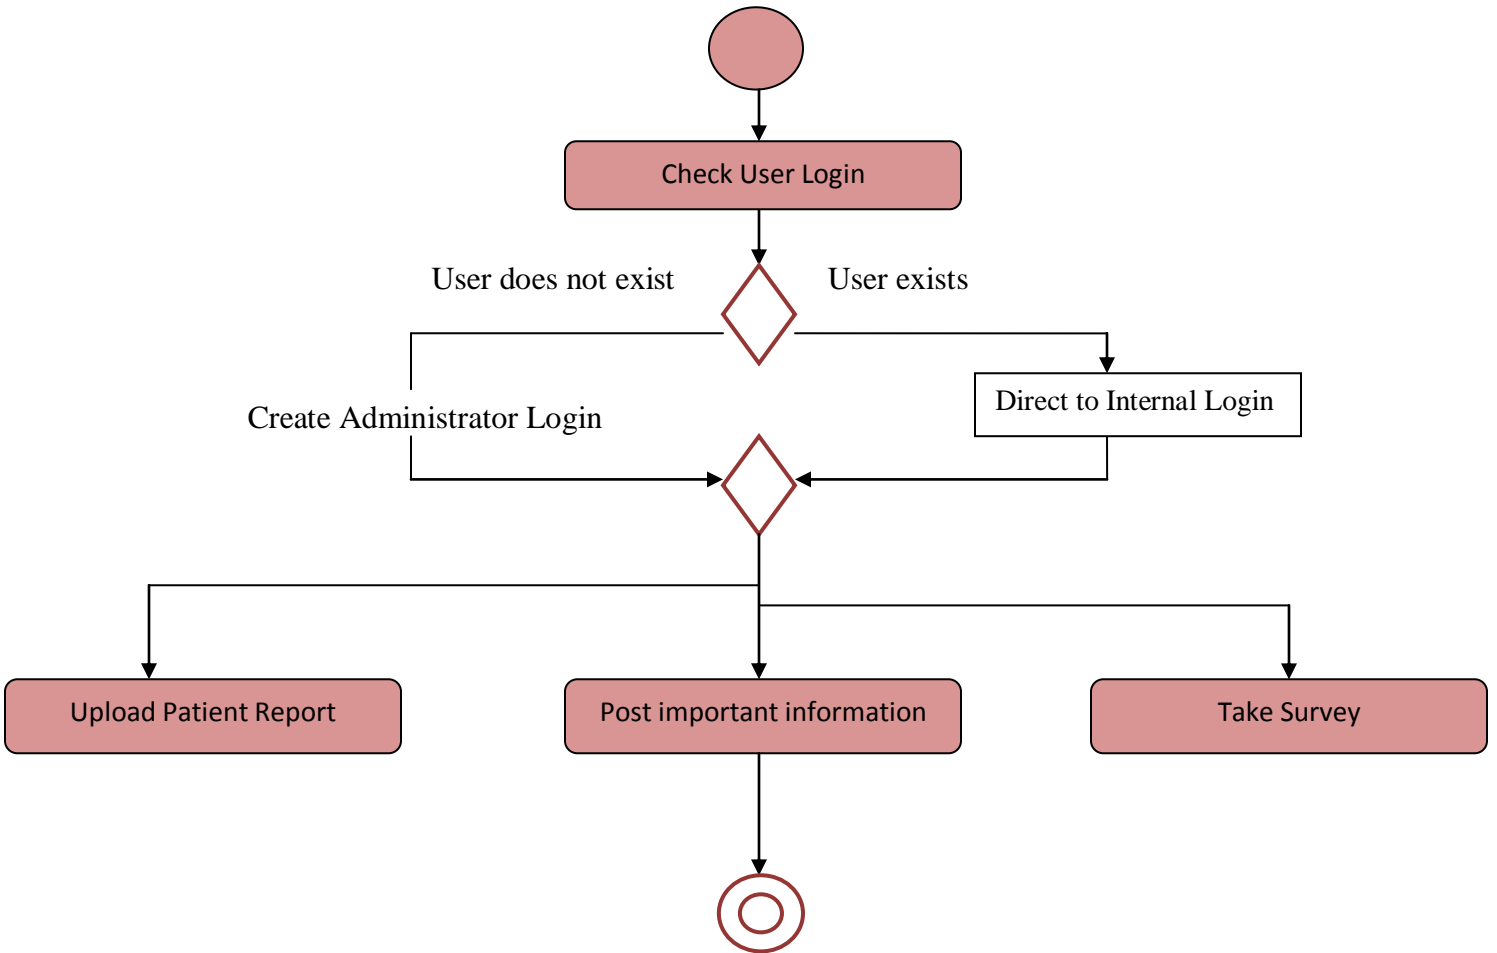 Check User Login
User does not exist
User exists
Direct to Internal Login
Create Administrator Login
Upload Patient Report
Post important information
Take Survey